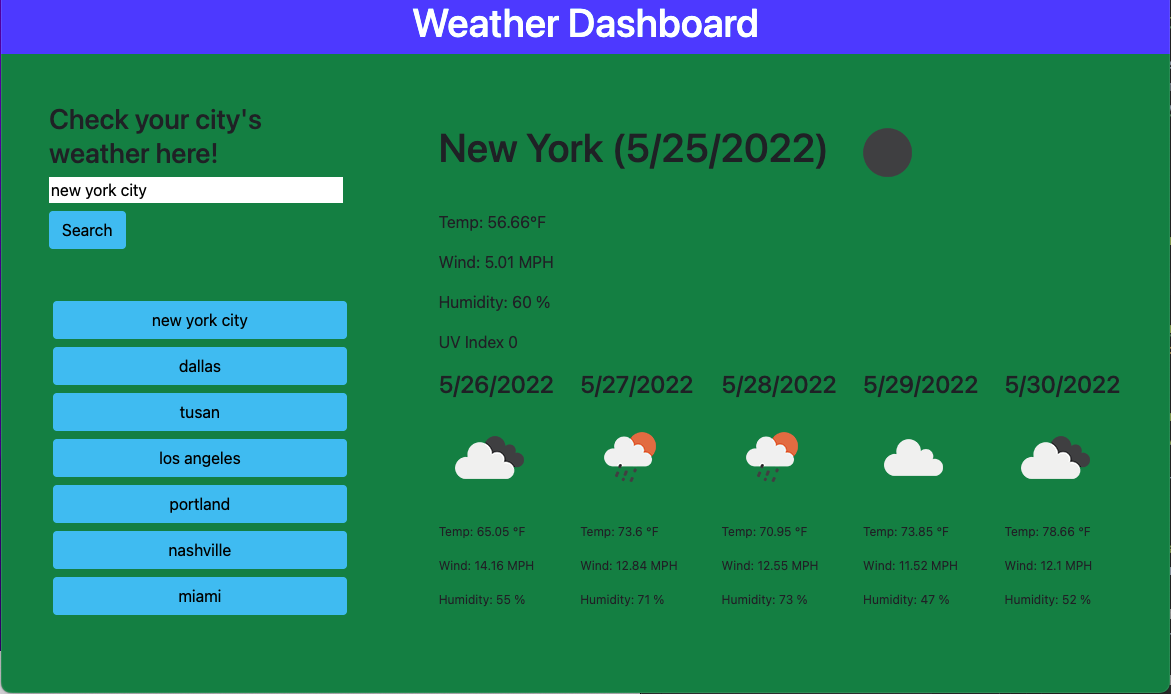 Weather Dashboard
Check your city's
weather here!
new york city
Search
new york city
dallas
tusan
los angeles
portland
nashville
miami
New York (5/25/2022)
Temp: 56.66°F
Wind: 5.01 MPH
Humidity: 60 %
UV Index 0
5/26/2022 5/27/2022 5/28/2022 5/29/2022 5/30/2022
Temp: 65.05 °F Temp: 73.6 °F Temp: 70.95 °F Temp: 73.85 °F Temp: 78.66 °F
Wind: 14.16 MPH Wind: 12.84 MPH Wind: 12.55 MPH Wind: 11.52 MPH Wind: 12.1 MPH
Humidity: 55 % Humidity: 71 % Humidity: 73 % Humidity: 47 % Humidity: 52 %